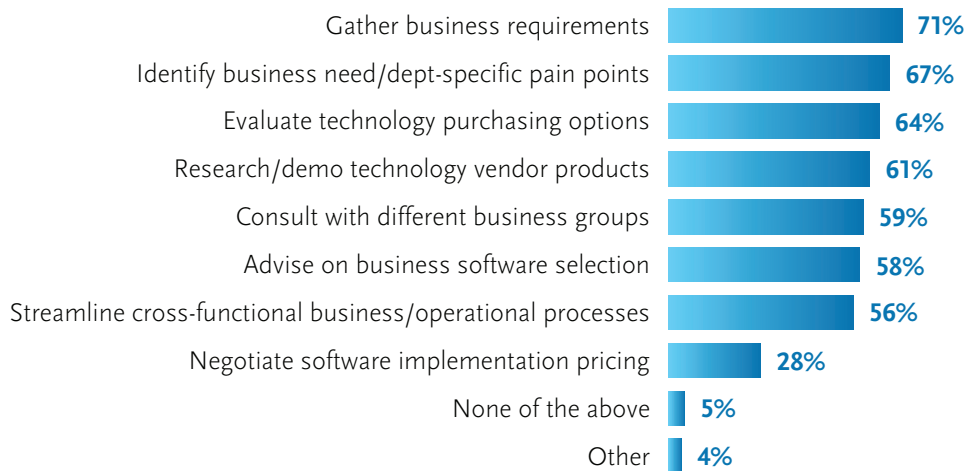 Gather business requirements 71%
Identify business need/dept-specific pain points 67%
Evaluate technology purchasing options 64%
Research/demo technology vendor products 61%
Consult with different business groups 59%
Advise on business software selection 58%
Streamline cross-functional business/operational processes 56%
Negotiate software implementation pricing 28%
None of the above 5%
Other 4%